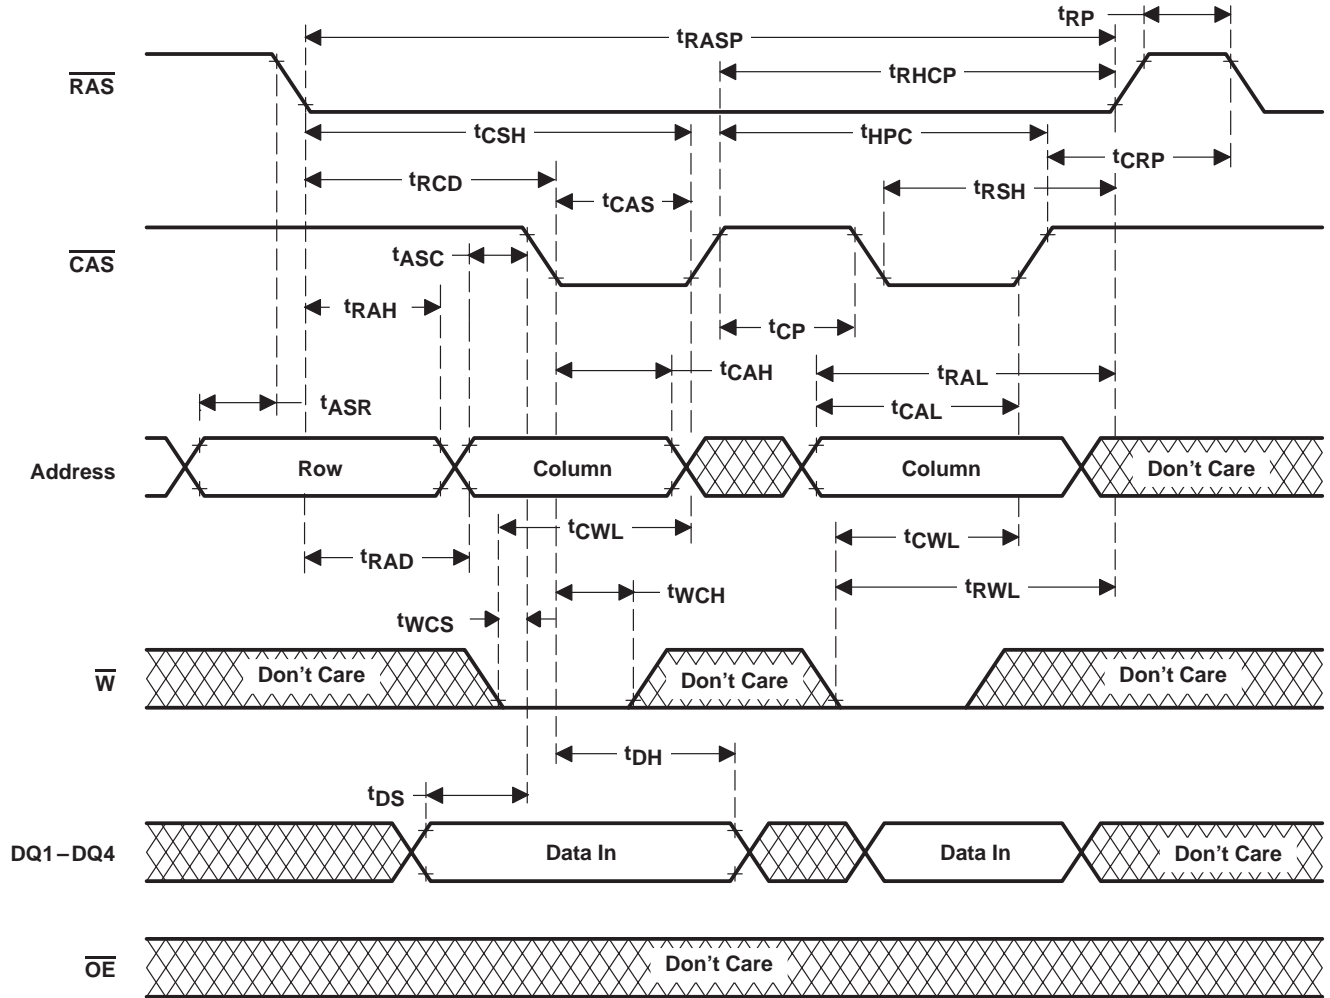 tRP
tRASP
RAS
tRHCP
tCSH
tHPC
tCRP
tRCD
tRSH
tCAS
CAS
tASC
tRAH
tCP
tCAH
tRAL
tASR
tCAL
Address
Row
Column
Column
Don't Care
tCWL
tCWL
tRAD
tWCH
tRWL
tWCS
W
Don't Care
Don't Care
Don't Care
tDH
tDS
DQ1–DQ4
Data In
Data In
Don't Care
OE
Don't Care